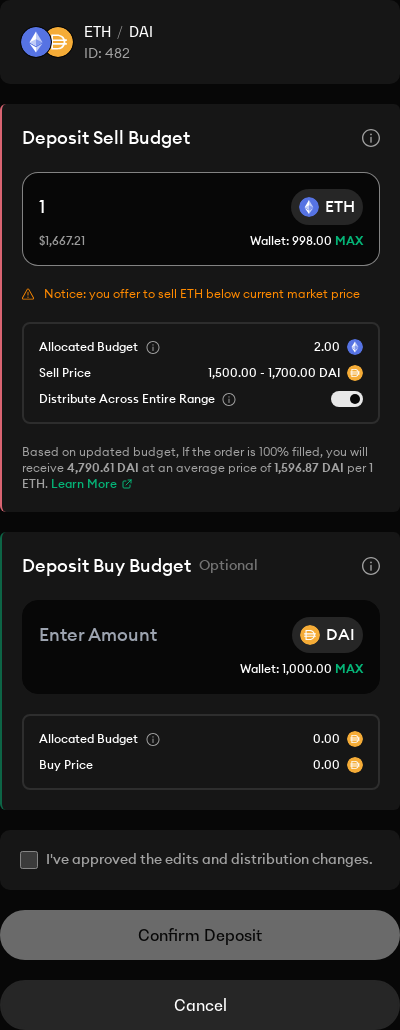 ETH / DAI
ID: 482
Deposit Sell Budget
1
ETH
$1,667.21
Wallet: 998.00 MAX
Notice: you offer to sell ETH below current market price
Allocated Budget
2.00
Sell Price
1,500.00 - 1,700.00 DAI
Distribute Across Entire Range
Based on updated budget, If the order is 100% filled, you will
receive 4,790.61 DAI at an average price of 1,596.87 DAI per 1
ETH. Learn More
Deposit Buy Budget Optional
Enter Amount
DAI
Wallet: 1,000.00 MAX
Allocated Budget
0.00
Buy Price
0.00
I've approved the edits and distribution changes.
Confirm Deposit
Cancel